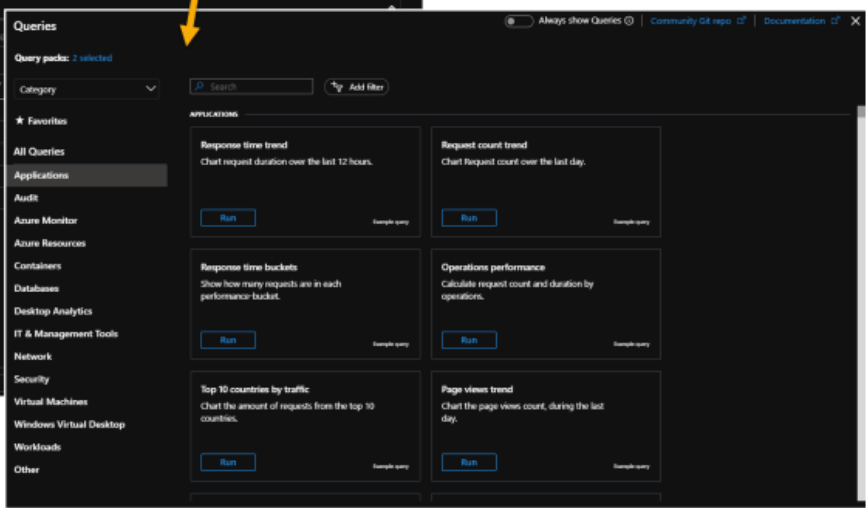 Queries
Always show Queries
Community Git repo
Documentation
Query packs: 2 selected
Category
Search
Add filter
Favorites
All Queries
Applications
Audit
Azure Monitor
Azure Resources
Containers
Databases
Desktop Analytics
IT & Management Tools
Network
Security
Virtual Machines
Windows Virtual Desktop
Workloads
Other
APPLICATIONS
Response time trend
Chart request duration over the last 12 hours.
Run
Example query
Request count trend
Chart Request count over the last day.
Run
Example query
Response time buckets
Show how many requests are in each
performance-bucket.
Run
Example query
Operations performance
Calculate request count and duration by
operations.
Run
Example query
Top 10 countries by traffic
Chart the amount of requests from the top 10
countries.
Run
Example query
Page views trend
Chart the page views count, during the last
day.
Run
Example query